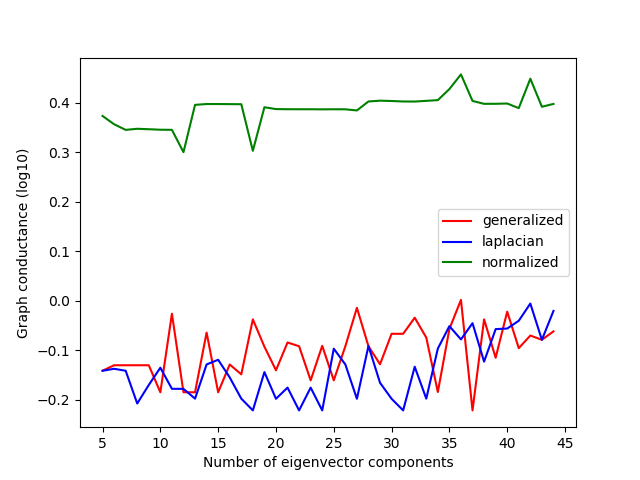 0.4
0.3
0.2
0.1
0.0
−0.1
−0.2
Graph conductance (log10)
generalized
laplacian
normalized
5 10 15 20 25 30 35 40 45
Number of eigenvector components